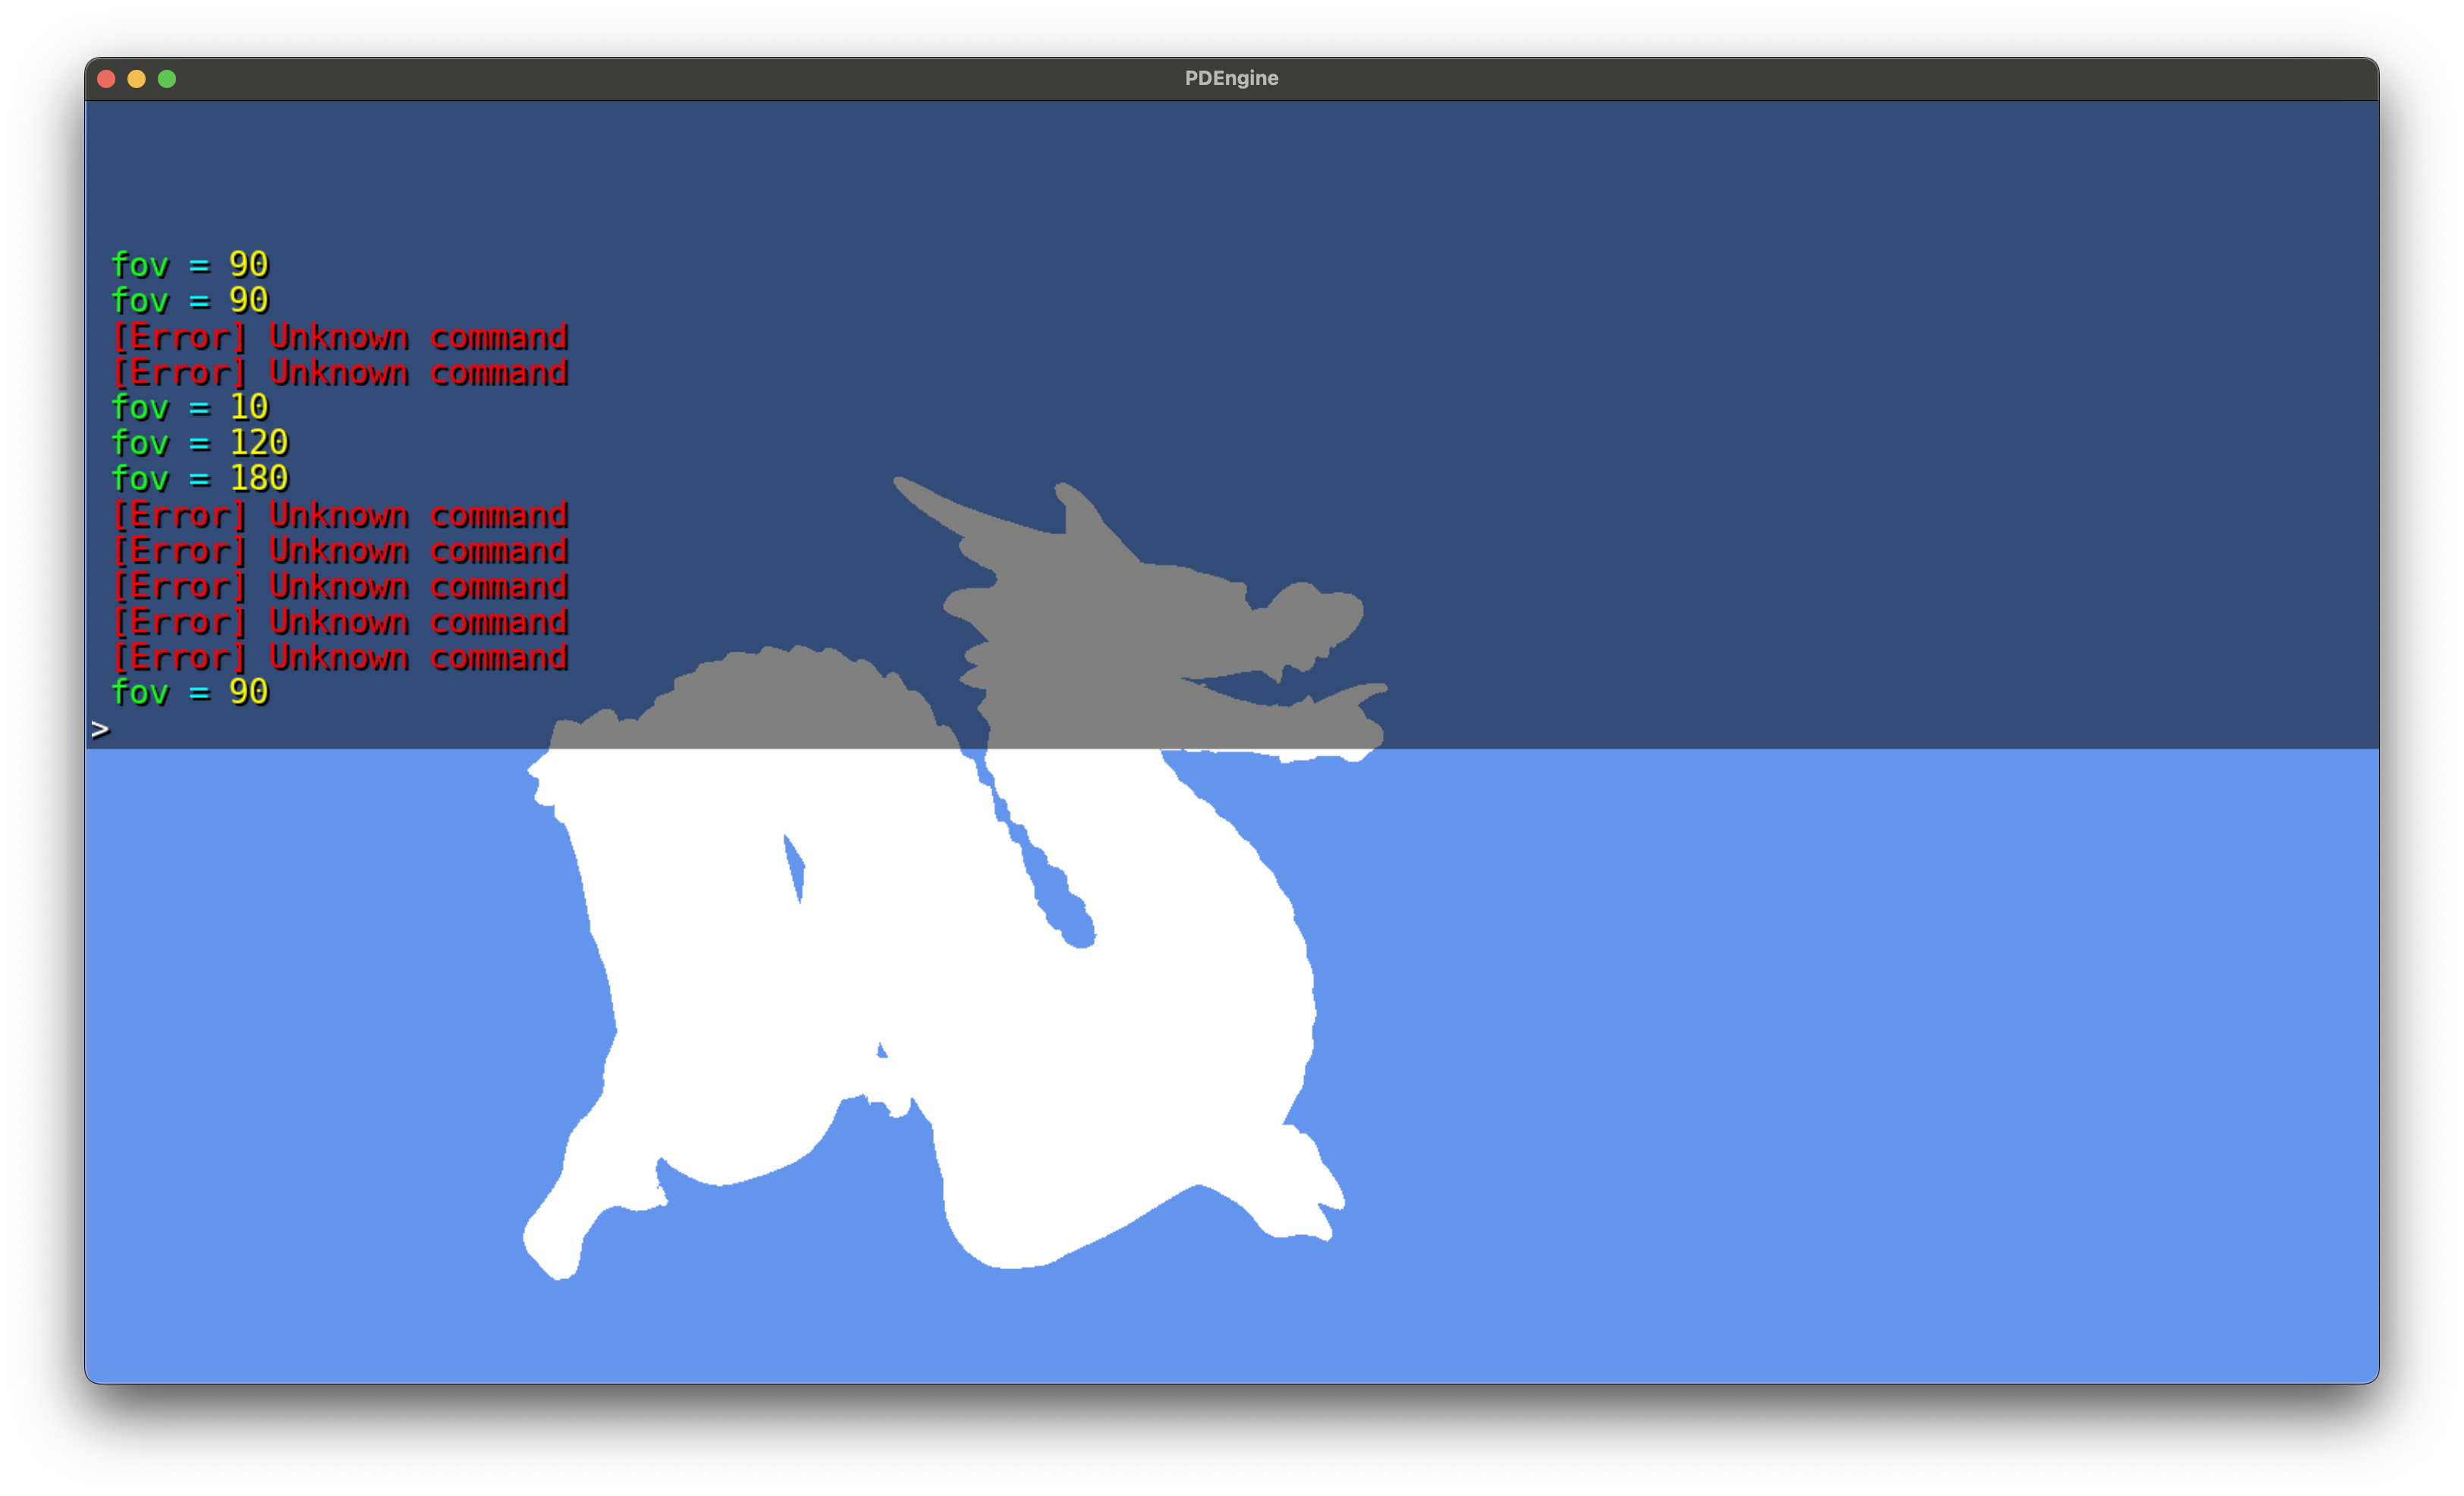 PDEngine
fov = 90
fov = 90
[Error] Unknown command
[Error] Unknown command
fov = 10
fov = 120
fov = 180
[Error] Unknown command
[Error] Unknown command
[Error] Unknown command
[Error] Unknown command
[Error] Unknown command
fov = 90
>